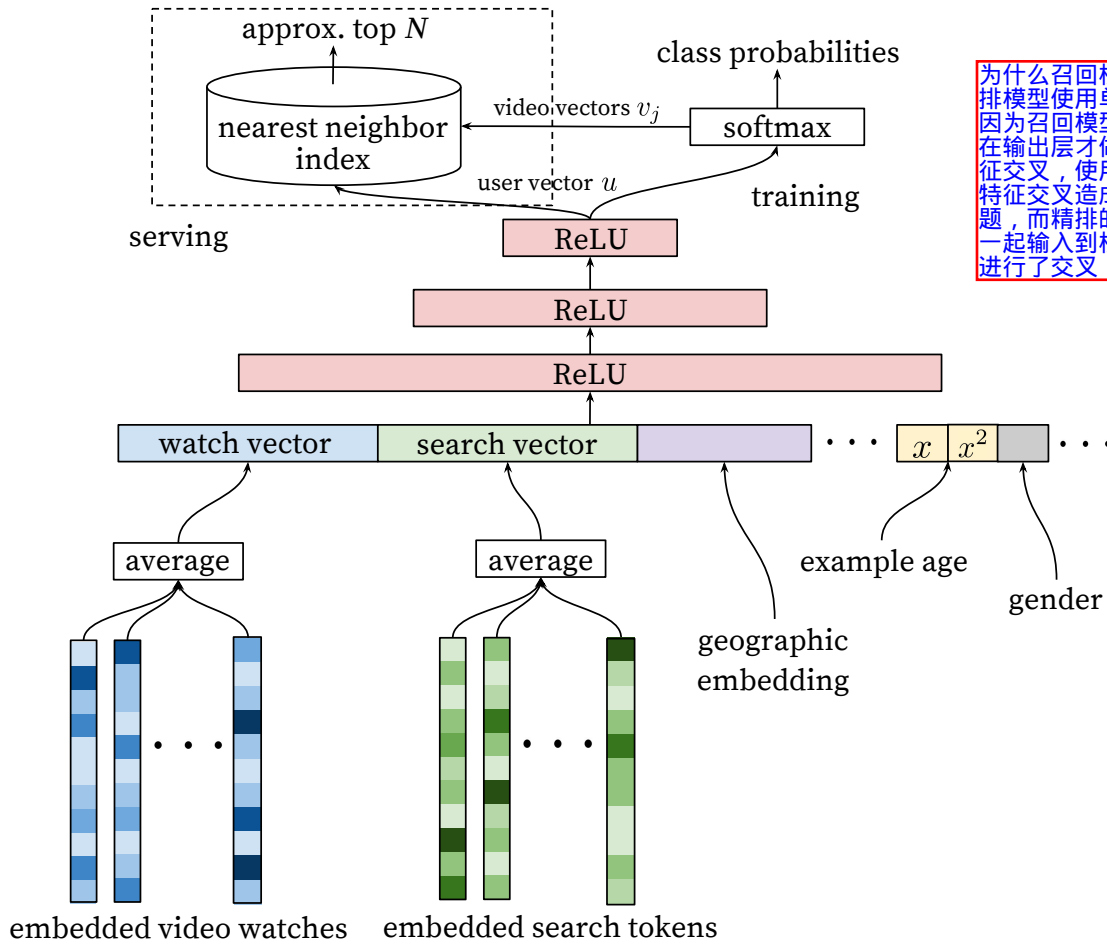 approx. top N
class probabilities
nearest neighbor
index
video vectors v_j
softmax
user vector u
training
serving
ReLU
ReLU
ReLU
watch vector
search vector
. . .
x
x²
. . .
average
average
example age
gender
geographic
embedding
. . .
. . .
embedded video watches
embedded search tokens
为什么召回
排模型使用
因为召回模型
在输出层才
征交叉，使
特征交叉造
题，而精排的
一起输入到
进行了交叉